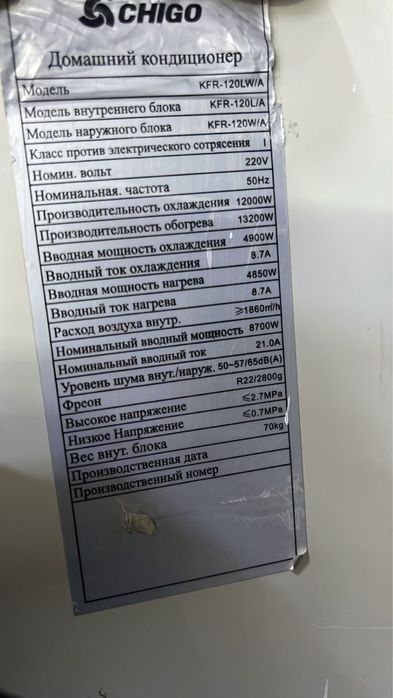 CHIGO
Домашний кондиционер
Модель KFR-120LW/A
Модель внутреннего блока KFR-120L/A
Модель наружного блока KFR-120W/A
Класс против электрического сотрясения I
Номин. вольт 220V
Номинальная. частота 50Hz
Производительность охлаждения 12000W
Производительность обогрева 13200W
Вводная мощность охлаждения 4900W
Вводный ток охлаждения 8.7A
Вводная мощность нагрева 4850W
Вводный ток нагрева 8.7A
Расход воздуха внутр. ≥1860m³/h
Номинальный вводный мощность 8700W
Номинальный вводный ток 21.0A
Уровень шума внут./наруж. 50~57/65dB(A)
Фреон R22/2800g
Высокое напряжение ≤2.7MPa
Низкое Напряжение ≤0.7MPa
Вес внут. блока 70kg
Производственная дата
Производственный номер